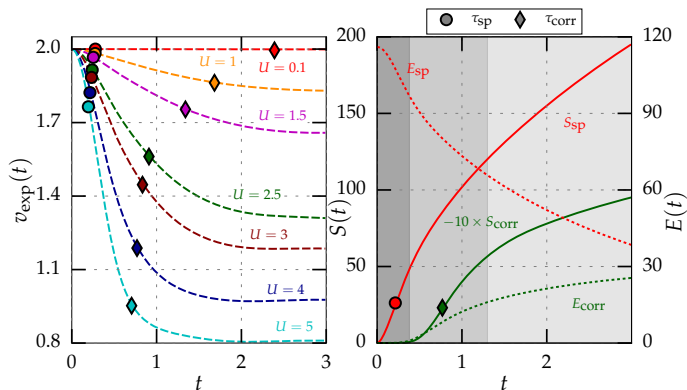 τsp τcorr
2.0
1.7
1.4
1.1
0.8
vexp(t)
0 1 2 3
t
U = 0.1
U = 1
U = 1.5
U = 2.5
U = 3
U = 4
U = 5
200
150
100
50
0
S(t)
0 1 2
t
120
90
60
30
0
E(t)
Esp
Ssp
−10 × Scorr
Ecorr